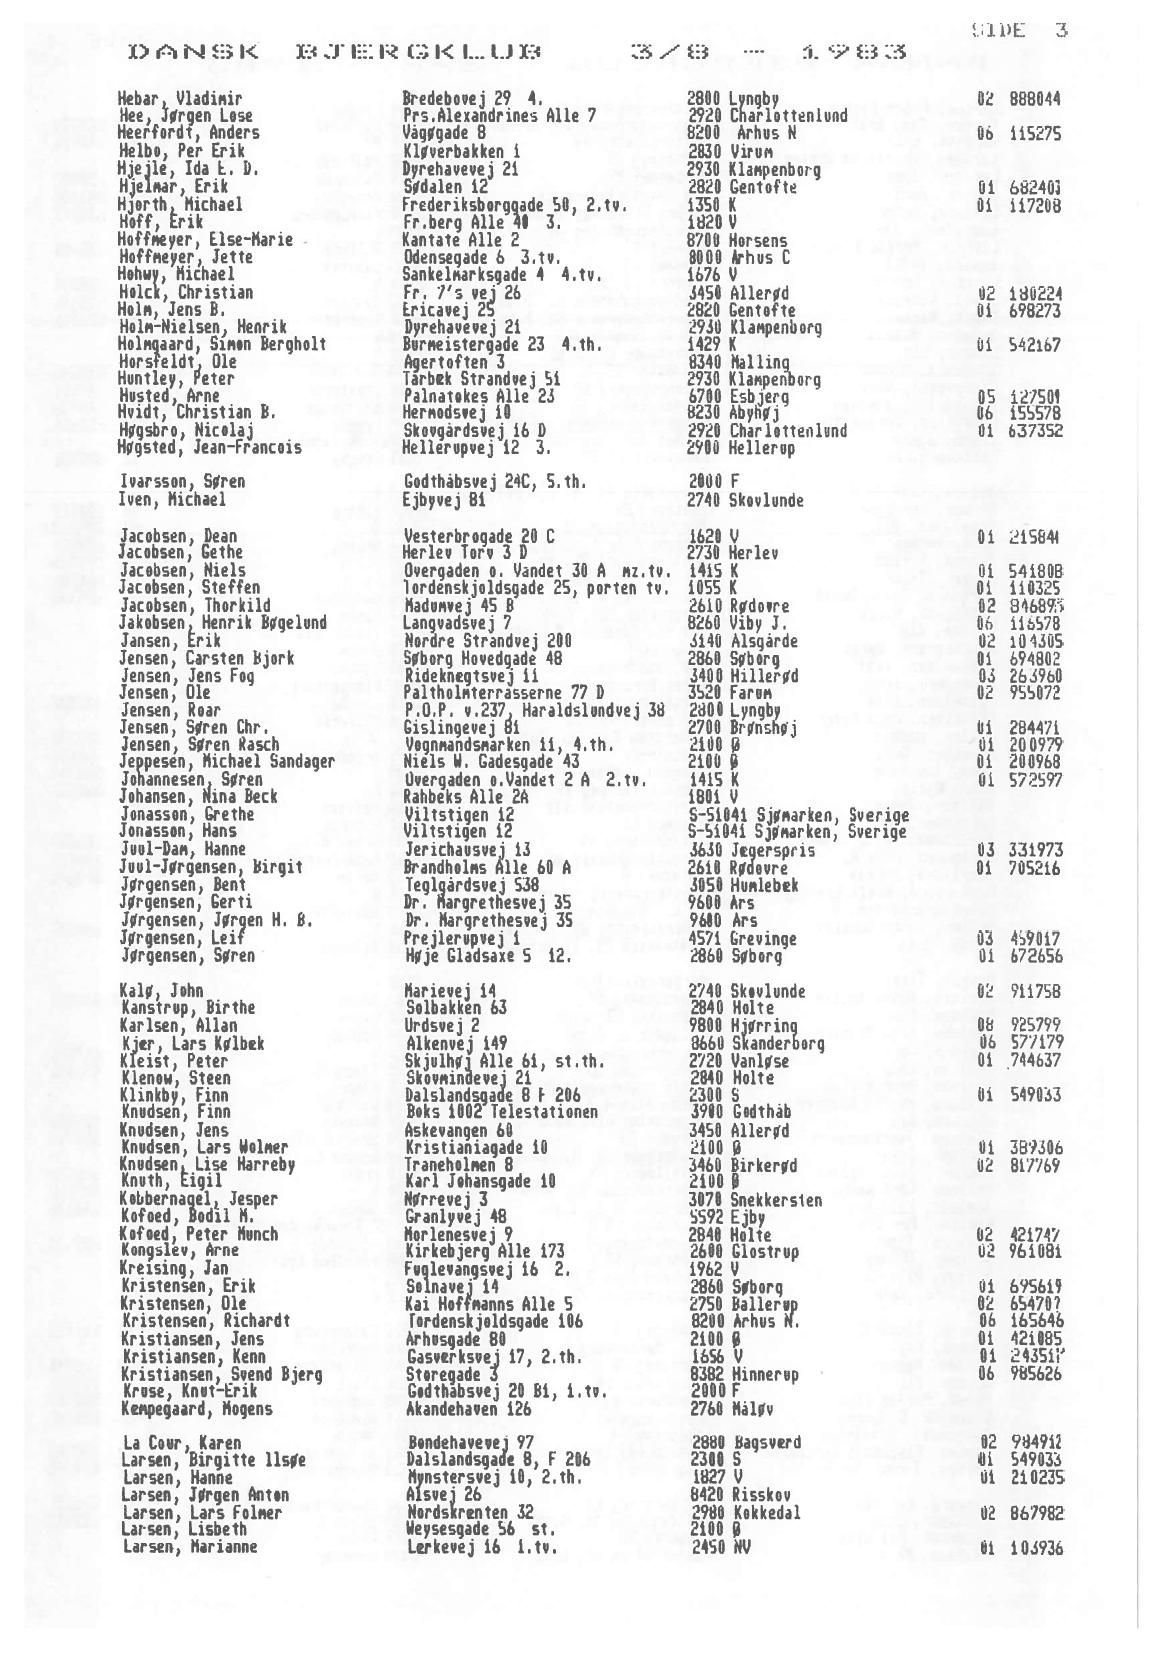 SIDE 3
DANSK BJERGKLUB 3/8 - 1983
Hebar, Vladimir Bredebovej 29 4. 2800 Lyngby 02 888044
Hee, Jørgen Lose Prs.Alexandrines Alle 7 2920 Charlottenlund
Heerfordt, Anders Vågøgade 8 8200 Arhus N 06 115275
Helbo, Per Erik Kløverbakken 1 2830 Virum
Hjejle, Ida E. D. Dyrehavevej 21 2930 Klampenborg
Hjelmar, Erik Sødalen 12 2820 Gentofte 01 682403
Hjorth, Michael Frederiksborggade 50, 2.tv. 1350 K 01 117208
Hoff, Erik Fr.berg Alle 40 3. 1820 V
Hoffmeyer, Else-Marie Kantate Alle 2 8700 Horsens
Hoffmeyer, Jette Odensegade 6 3.tv. 8000 Arhus C
Hohwy, Michael Sankelmarksgade 4 4.tv. 1676 V
Holck, Christian Fr. 7's vej 26 3450 Allerød 02 180224
Holm, Jens B. Ericavej 25 2820 Gentofte 01 698273
Holm-Nielsen, Henrik Dyrehavevej 21 2930 Klampenborg
Holmgaard, Simon Bergholt Burmeistergade 23 4.th. 1429 K 01 542167
Horsfeldt, Ole Agertoften 3 8340 Malling
Huntley, Peter Tårbæk Strandvej 51 2930 Klampenborg
Husted, Arne Palnatokes Alle 23 6700 Esbjerg 05 127501
Hvidt, Christian B. Hermodsvej 10 8230 Åbyhøj 06 155578
Høgsbro, Nicolaj Skovgårdsvej 16 D 2920 Charlottenlund 01 637352
Høgsted, Jean-Francois Hellerupvej 12 3. 2900 Hellerup
Ivarsson, Søren Godthåbsvej 24C, 5.th. 2000 F
Iven, Michael Ejbyvej 81 2740 Skovlunde
Jacobsen, Dean Vesterbrogade 20 C 1620 V 01 215841
Jacobsen, Gethe Herlev Torv 3 D 2730 Herlev
Jacobsen, Niels Overgaden o. Vandet 30 A mz.tv. 1415 K 01 541808
Jacobsen, Steffen Tordenskjoldsgade 25, porten tv. 1055 K 01 110325
Jacobsen, Thorkild Madumvej 45 B 2610 Rødovre 02 846893
Jakobsen, Henrik Bøgelund Langvadsvej 7 8260 Viby J. 06 116578
Jansen, Erik Nordre Strandvej 200 3140 Alsgårde 02 104305
Jensen, Carsten Bjork Søborg Hovedgade 48 2860 Søborg 01 694802
Jensen, Jens Fog Rideknegtsvej 11 3400 Hillerød 03 263960
Jensen, Ole Paltholmterrasserne 77 D 3520 Farum 02 955072
Jensen, Roar P.O.P. v.237, Haraldslundvej 38 2800 Lyngby
Jensen, Søren Chr. Gislingevej 81 2700 Brønshøj 01 284471
Jensen, Søren Rasch Vognmandsmarken 11, 4.th. 2100 Ø 01 200979
Jeppesen, Michael Sandager Niels W. Gadesgade 43 2100 Ø 01 200968
Johannesen, Søren Overgaden o.Vandet 2 A 2.tv. 1415 K 01 572597
Johansen, Nina Beck Rahbeks Alle 2A 1801 V
Jonasson, Grethe Viltstigen 12 S-51041 Sjømarken, Sverige
Jonasson, Hans Viltstigen 12 S-51041 Sjømarken, Sverige
Juul-Dam, Hanne Jerichausvej 13 3630 Jægerspris 03 331973
Juul-Jørgensen, Birgit Brandholms Alle 60 A 2610 Rødovre 01 705216
Jørgensen, Bent Teglgårdsvej 538 3050 Humlebæk
Jørgensen, Gerti Dr. Margrethesvej 35 9600 Ars
Jørgensen, Jørgen H. B. Dr. Margrethesvej 35 9600 Ars
Jørgensen, Leif Prejlerupvej 1 4571 Grevinge 03 459017
Jørgensen, Søren Høje Gladsaxe 5 12. 2860 Søborg 01 672656
Kalø, John Marievej 14 2740 Skovlunde 02 911758
Kanstrup, Birthe Solbakken 63 2840 Holte
Karlsen, Allan Urdsvej 2 9800 Hjørring 08 925799
Kjer, Lars Kølbek Alkenvej 149 8660 Skanderborg 06 577179
Kleist, Peter Skjulhøj Alle 61, st.th. 2720 Vanløse 01 744637
Klenow, Steen Skovmindevej 21 2840 Holte
Klinkby, Finn Dalslandsgade 8 F 206 2300 S 01 549033
Knudsen, Finn Boks 1002 Telestationen 3900 Godthåb
Knudsen, Jens Askevangen 60 3450 Allerød
Knudsen, Lars Wolmer Kristianiagade 10 2100 Ø 01 389306
Knudsen, Lise Harreby Traneholmen 8 3460 Birkerød 02 817769
Knuth, Eigil Karl Johansgade 10 2100 Ø
Kobbernagel, Jesper Nørrevej 3 3070 Snekkersten
Kofoed, Bodil M. Granlyvej 48 5592 Ejby
Kofoed, Peter Munch Morlenesvej 9 2840 Holte 02 421747
Kongslev, Arne Kirkebjerg Alle 173 2600 Glostrup 02 961081
Kreising, Jan Fuglevangsvej 16 2. 1962 V
Kristensen, Erik Solnavej 14 2860 Søborg 01 695619
Kristensen, Ole Kai Hoffmanns Alle 5 2750 Ballerup 02 654707
Kristensen, Richardt Tordenskjoldsgade 106 8200 Arhus N. 06 165646
Kristiansen, Jens Arhusgade 80 2100 Ø 01 421085
Kristiansen, Kenn Gasverksvej 17, 2.th. 1656 V 01
Kristiansen, Svend Bjerg Storegade 3 8382 Hinnerup 06 985626
Kruse, Knut-Erik Godthåbsvej 20 B1, 1.tv. 2000 F
Kempegaard, Mogens Akandehaven 126 2760 Måløv
La Cour, Karen Bondehavevej 97 2880 Bagsverd 02 984912
Larsen, Birgitte Ilsøe Dalslandsgade 8, F 206 2300 S 01 549033
Larsen, Hanne Mynstersvej 10, 2.th. 1827 V 01 210235
Larsen, Jørgen Anton Alsvej 26 8420 Risskov
Larsen, Lars Folmer Nordskrenten 32 2980 Kokkedal 02 867982
Larsen, Lisbeth Weysesgade 56 st. 2100 Ø
Larsen, Marianne Lerkevej 16 1.tv. 2450 NV 01 103936